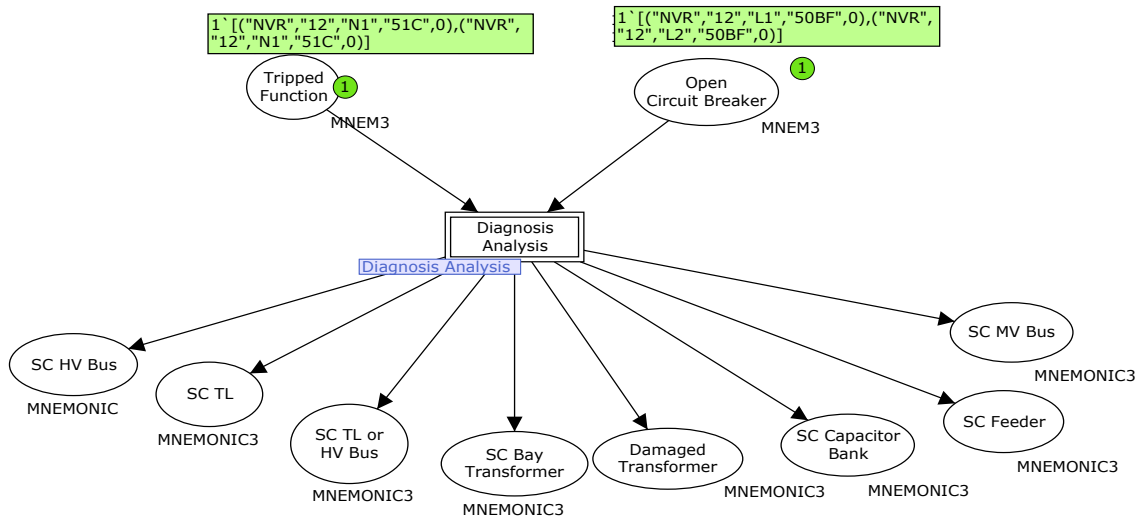 1`[("NVR","12","N1","51C",0),("NVR",
"12","N1","51C",0)]
1`[("NVR","12","L1","50BF",0),("NVR",
"12","L2","50BF",0)]
Tripped
Function
1
MNEM3
Open
Circuit Breaker
1
MNEM3
Diagnosis
Analysis
Diagnosis Analysis
SC HV Bus
MNEMONIC
SC TL
MNEMONIC3
SC TL or
HV Bus
MNEMONIC3
SC Bay
Transformer
MNEMONIC3
Damaged
Transformer
MNEMONIC3
SC Capacitor
Bank
MNEMONIC3
SC Feeder
MNEMONIC3
SC MV Bus
MNEMONIC3